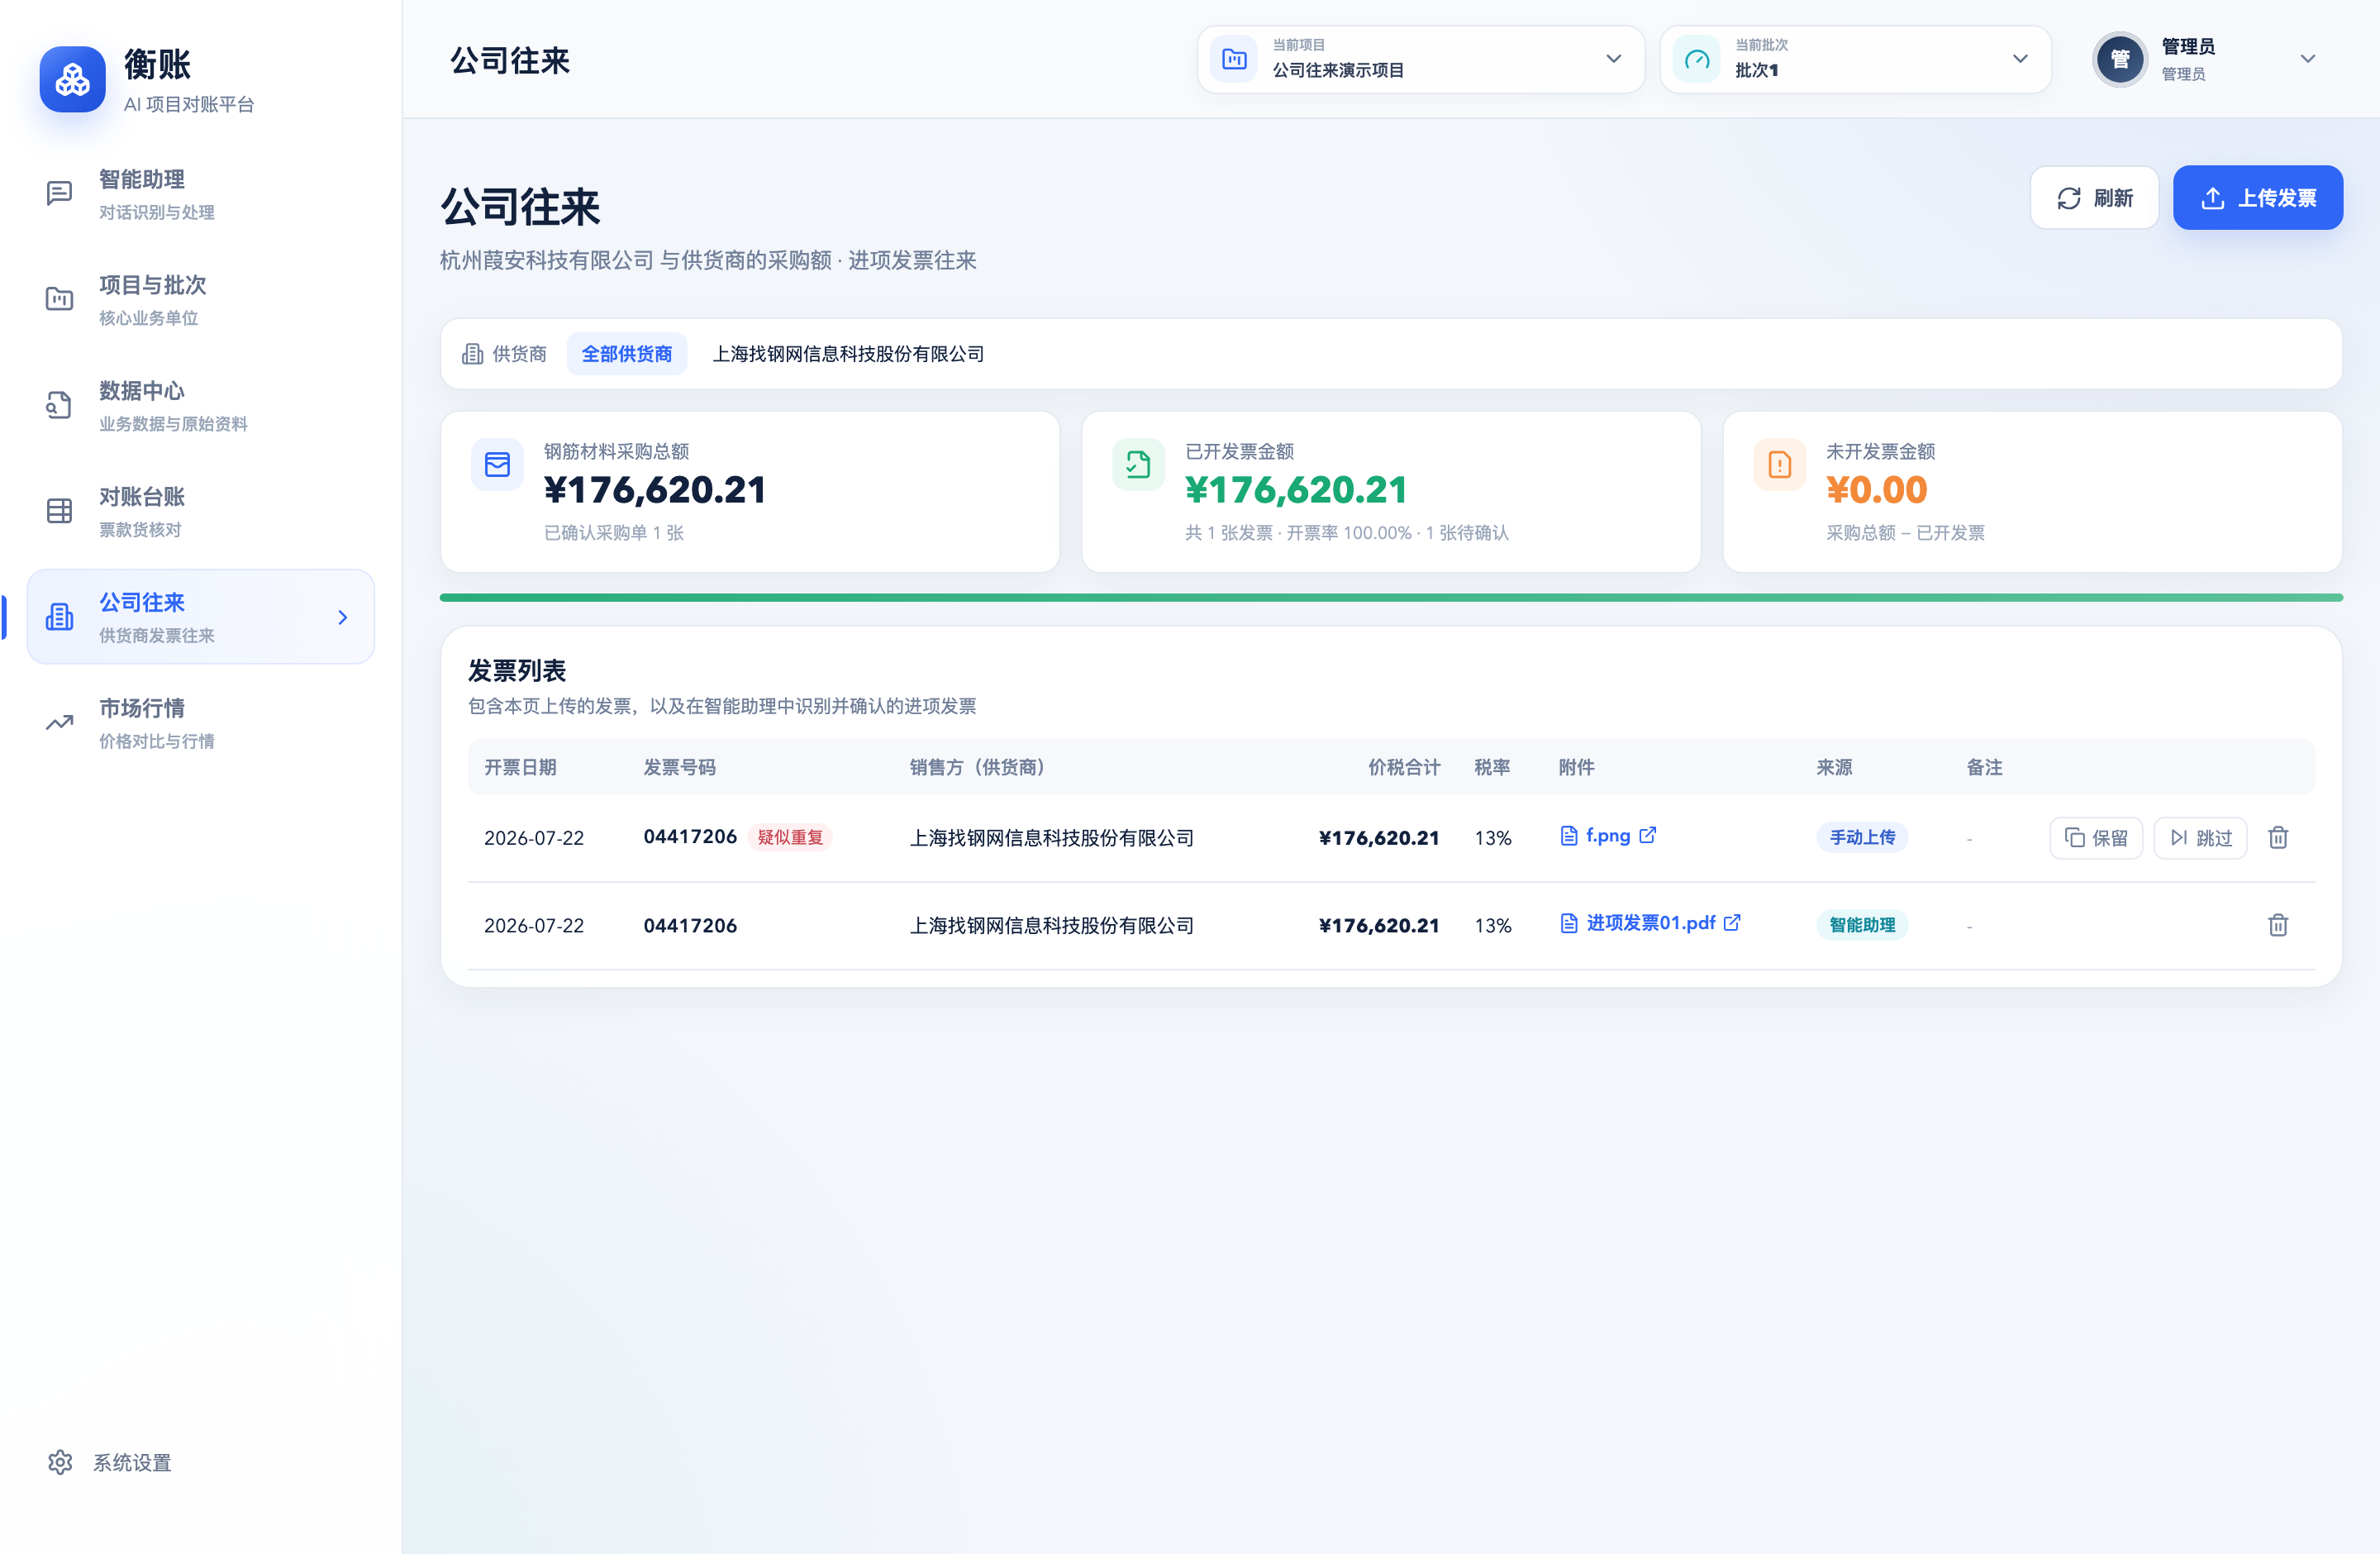 衡账
AI 项目对账平台
智能助理
对话识别与处理
项目与批次
核心业务单位
数据中心
业务数据与原始资料
对账台账
票款货核对
公司往来
供货商发票往来
市场行情
价格对比与行情
系统设置
公司往来
当前项目
公司往来演示项目
当前批次
批次1
管
管理员
管理员
公司往来
杭州葭安科技有限公司 与供货商的采购额 · 进项发票往来
刷新
上传发票
供货商 全部供货商 上海找钢网信息科技股份有限公司
钢筋材料采购总额
¥176,620.21
已确认采购单 1 张
已开发票金额
¥176,620.21
共 1 张发票 · 开票率 100.00% · 1 张待确认
未开发票金额
¥0.00
采购总额 − 已开发票
发票列表
包含本页上传的发票，以及在智能助理中识别并确认的进项发票
开票日期 发票号码 销售方（供货商） 价税合计 税率 附件 来源 备注
2026-07-22 04417206 疑似重复 上海找钢网信息科技股份有限公司 ¥176,620.21 13% f.png 手动上传 - 保留 跳过
2026-07-22 04417206 上海找钢网信息科技股份有限公司 ¥176,620.21 13% 进项发票01.pdf 智能助理 -